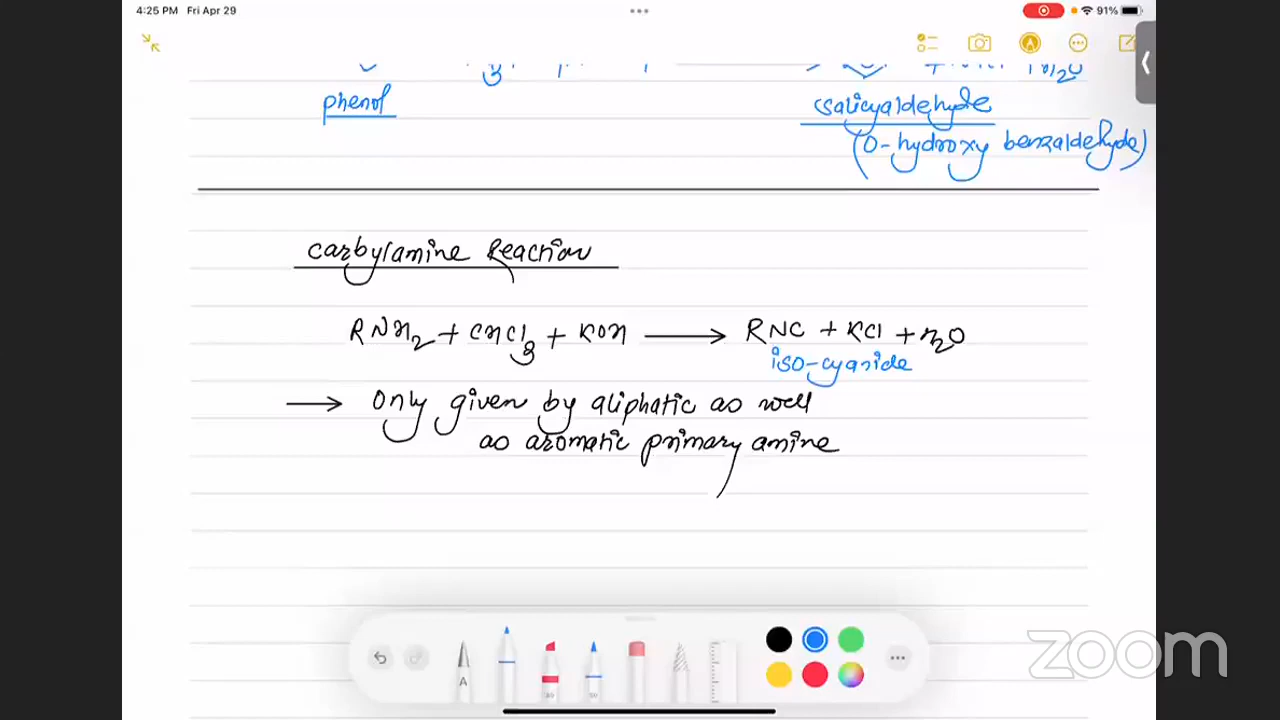 4:25 PM Fri Apr 29
91%
phenol
salicyaldehyde
(O-hydroxy benzaldehyde)
carbylamine Reaction
RNH2 + CHCl3 + KOH → RNC + KCl + H2O
iso-cyanide
→ Only given by aliphatic as well
as aromatic primary amine
A
zoom